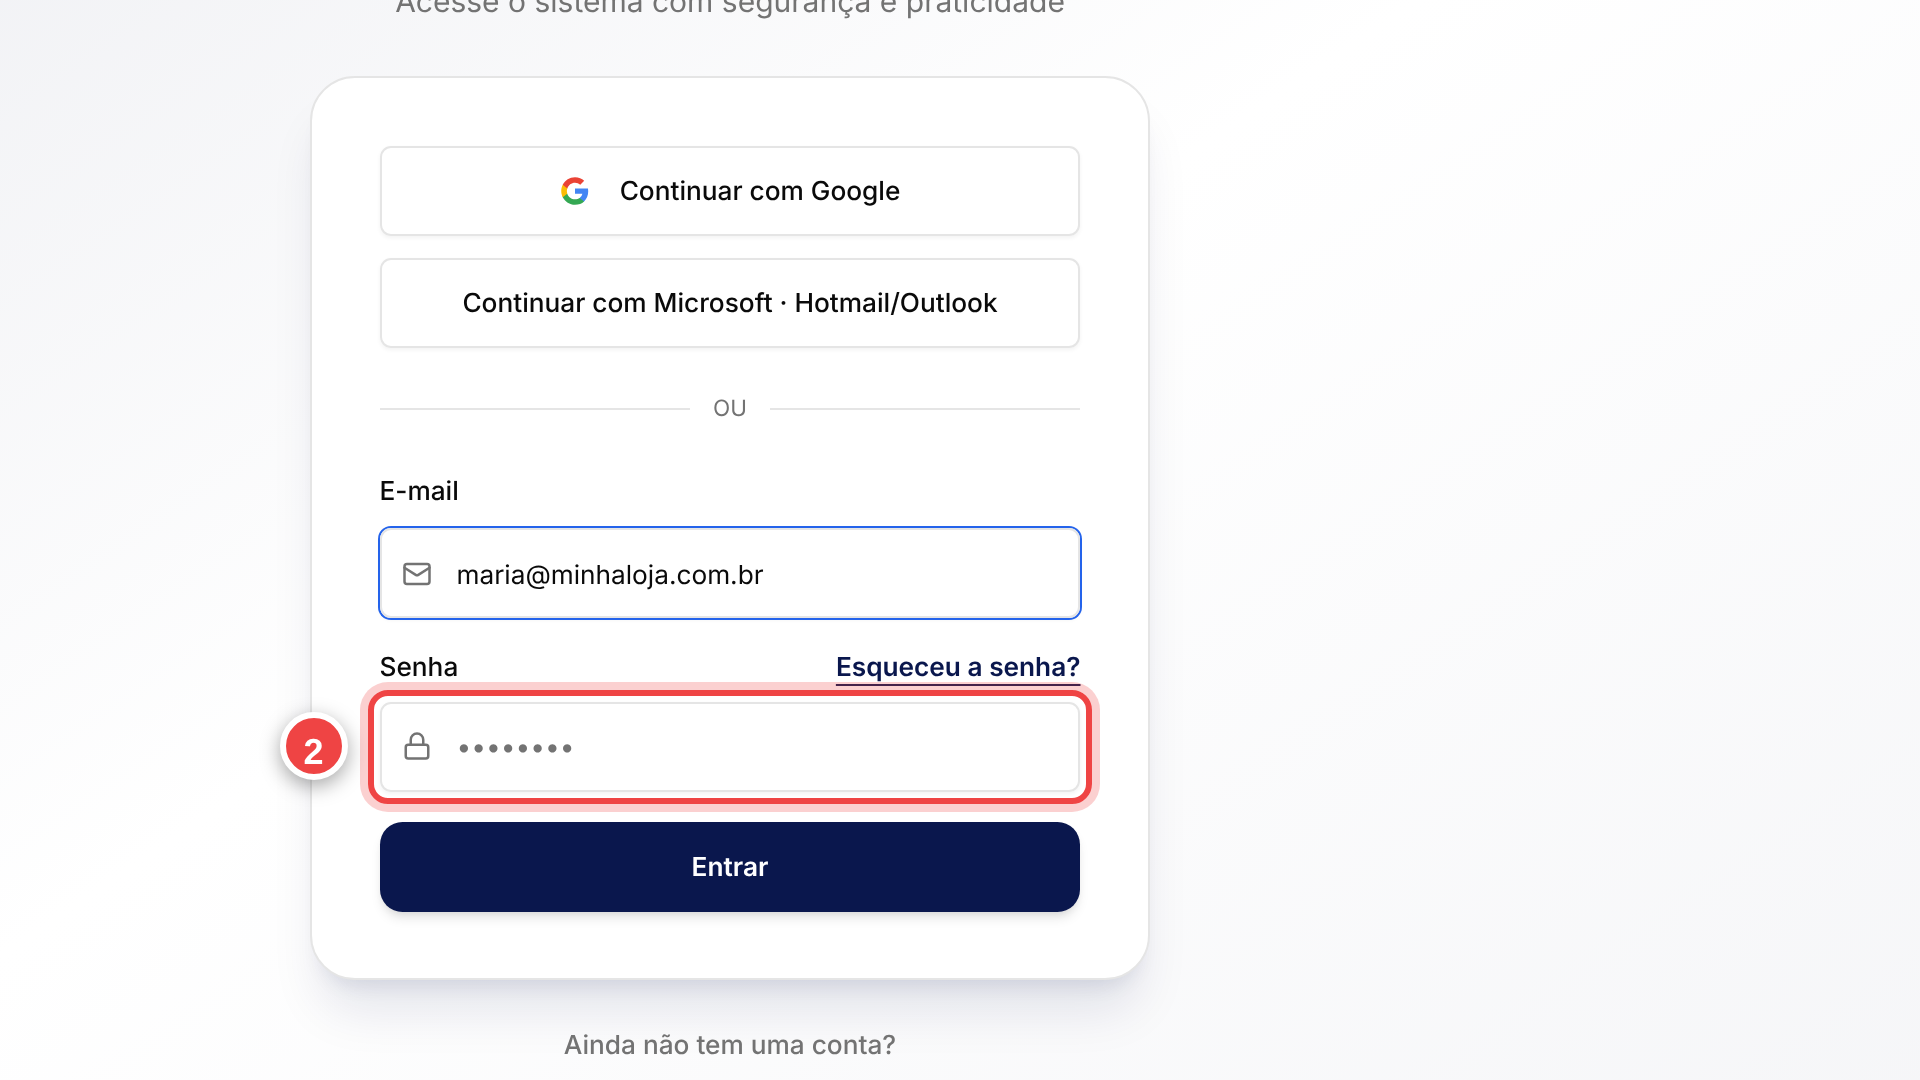 Acesse o sistema com segurança e praticidade
Continuar com Google
Continuar com Microsoft · Hotmail/Outlook
OU
E-mail
maria@minhaloja.com.br
Senha
Esqueceu a senha?
2
••••••••
Entrar
Ainda não tem uma conta?